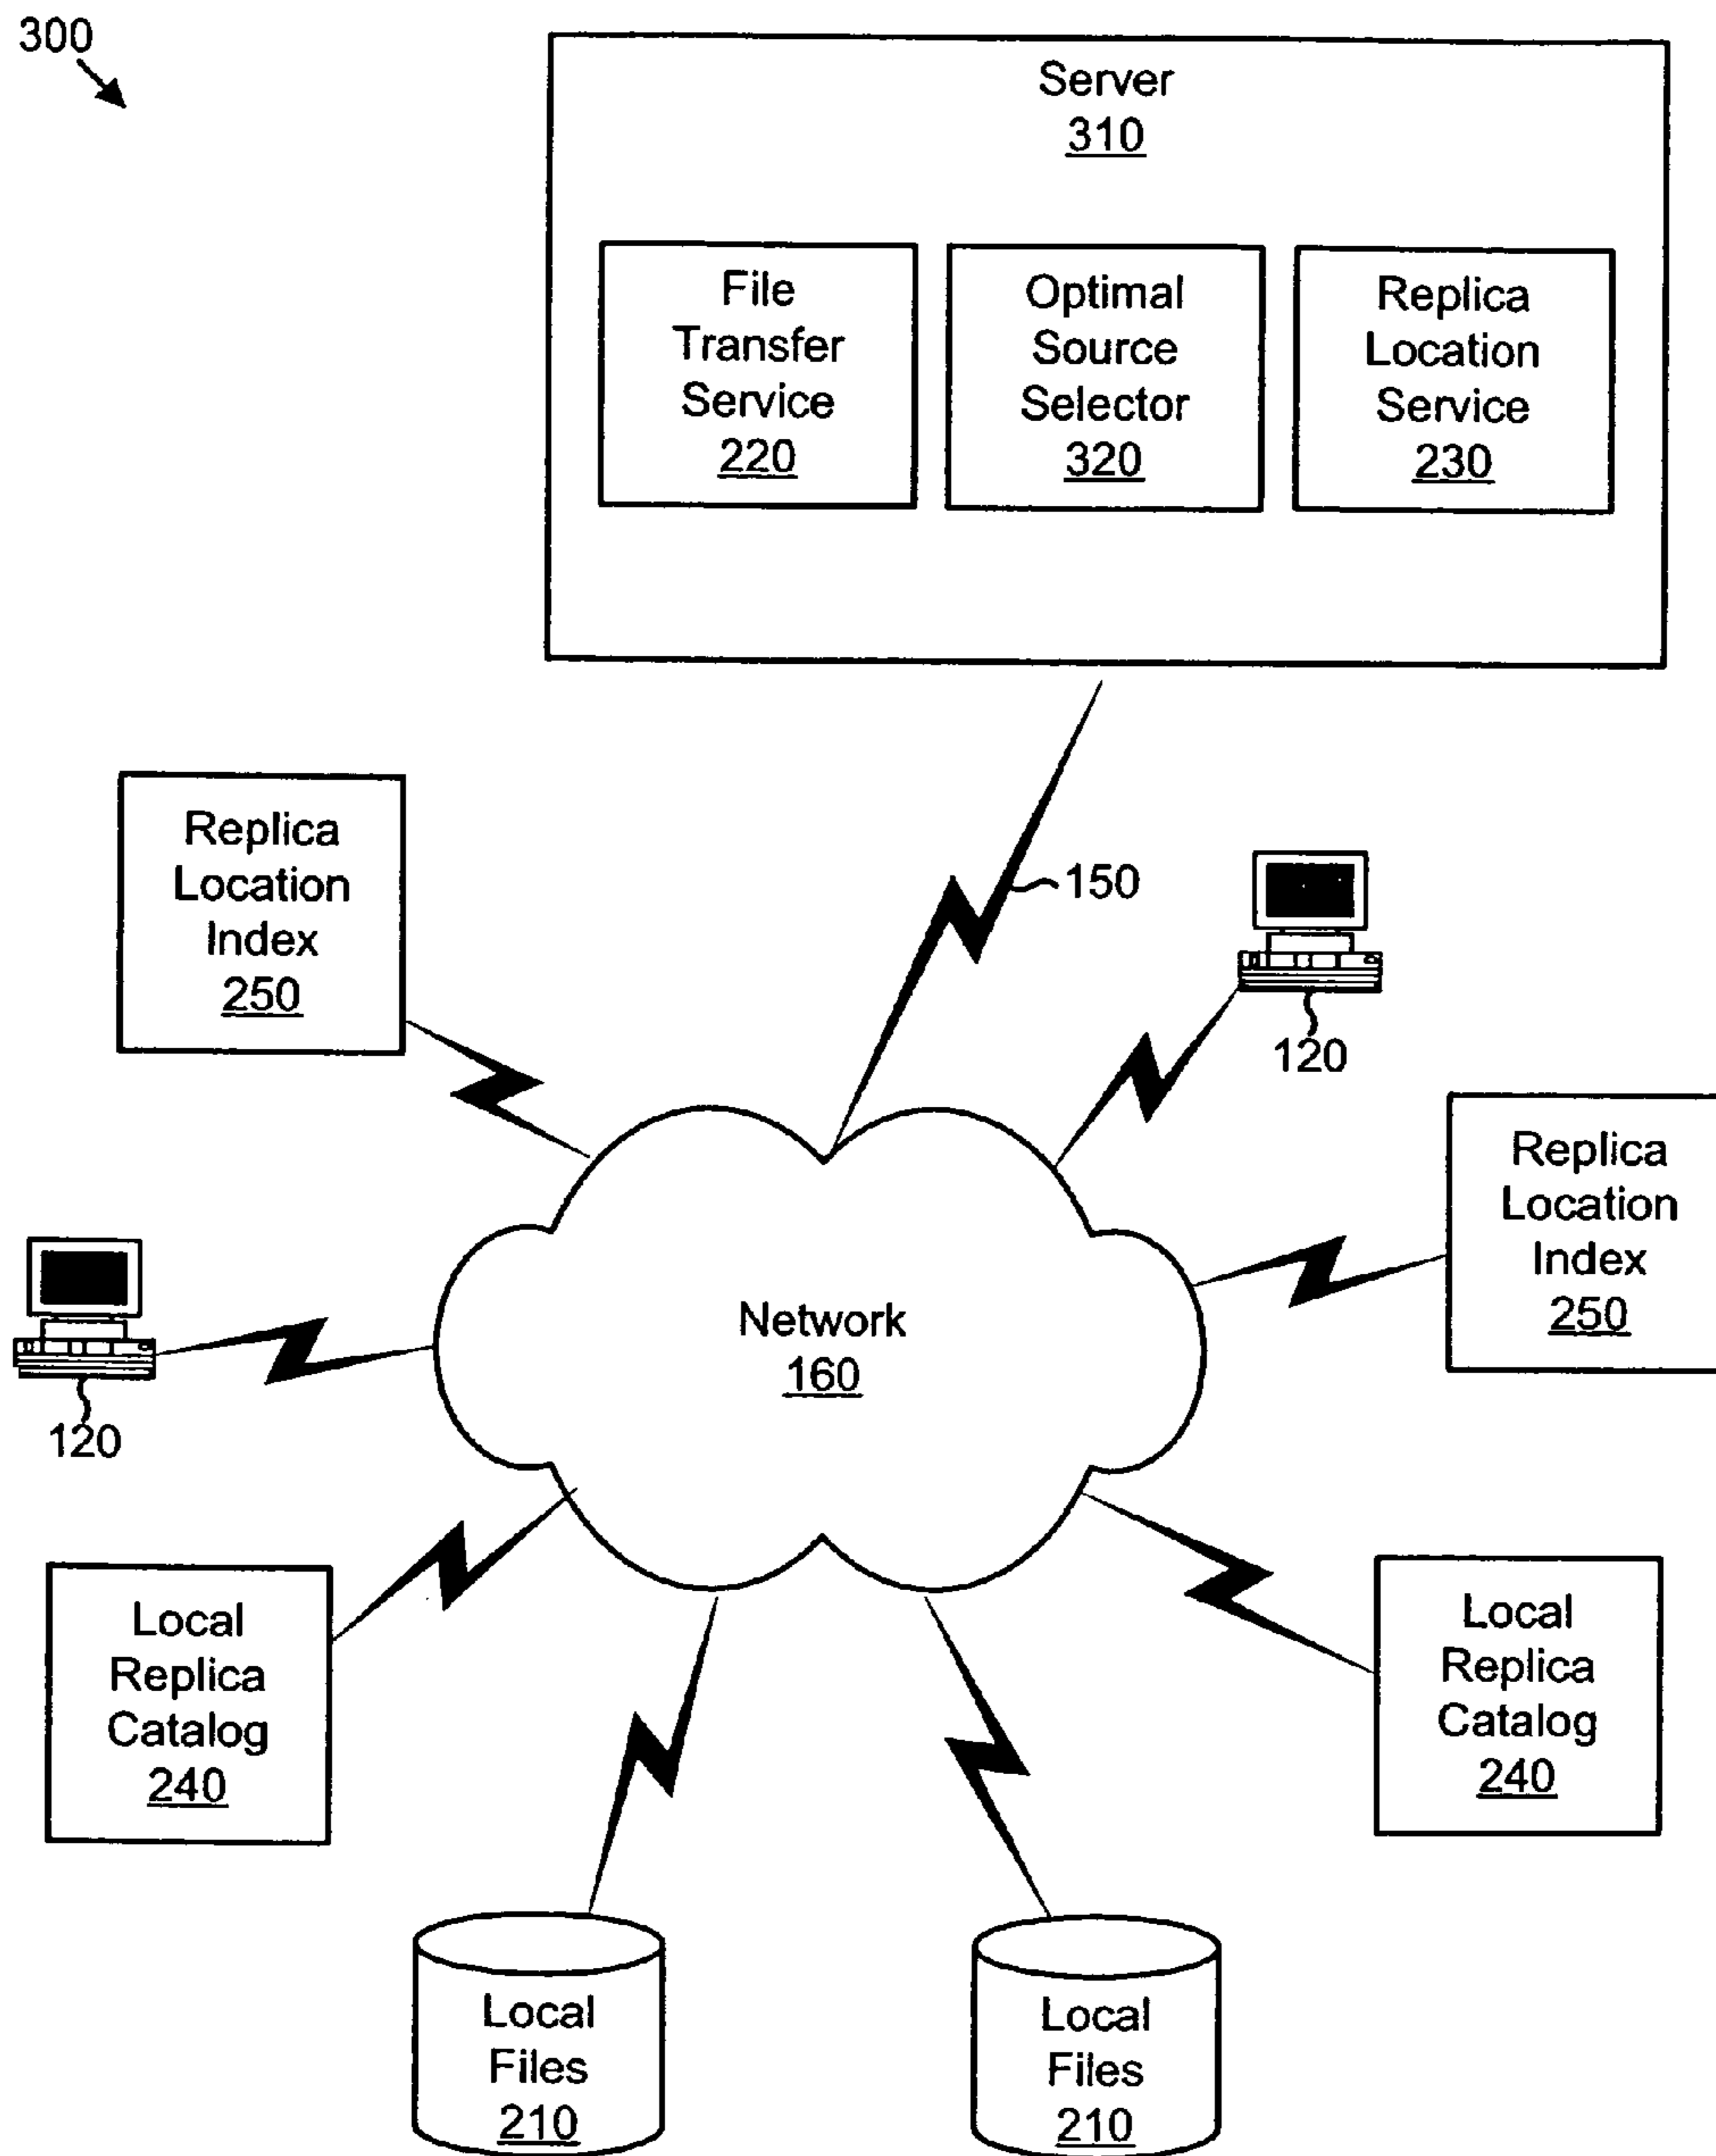 300
Server
310
File
Transfer
Service
220
Optimal
Source
Selector
320
Replica
Location
Service
230
Replica
Location
Index
250
150
120
Replica
Location
Index
250
Network
160
120
Local
Replica
Catalog
240
Local
Replica
Catalog
240
Local
Files
210
Local
Files
210